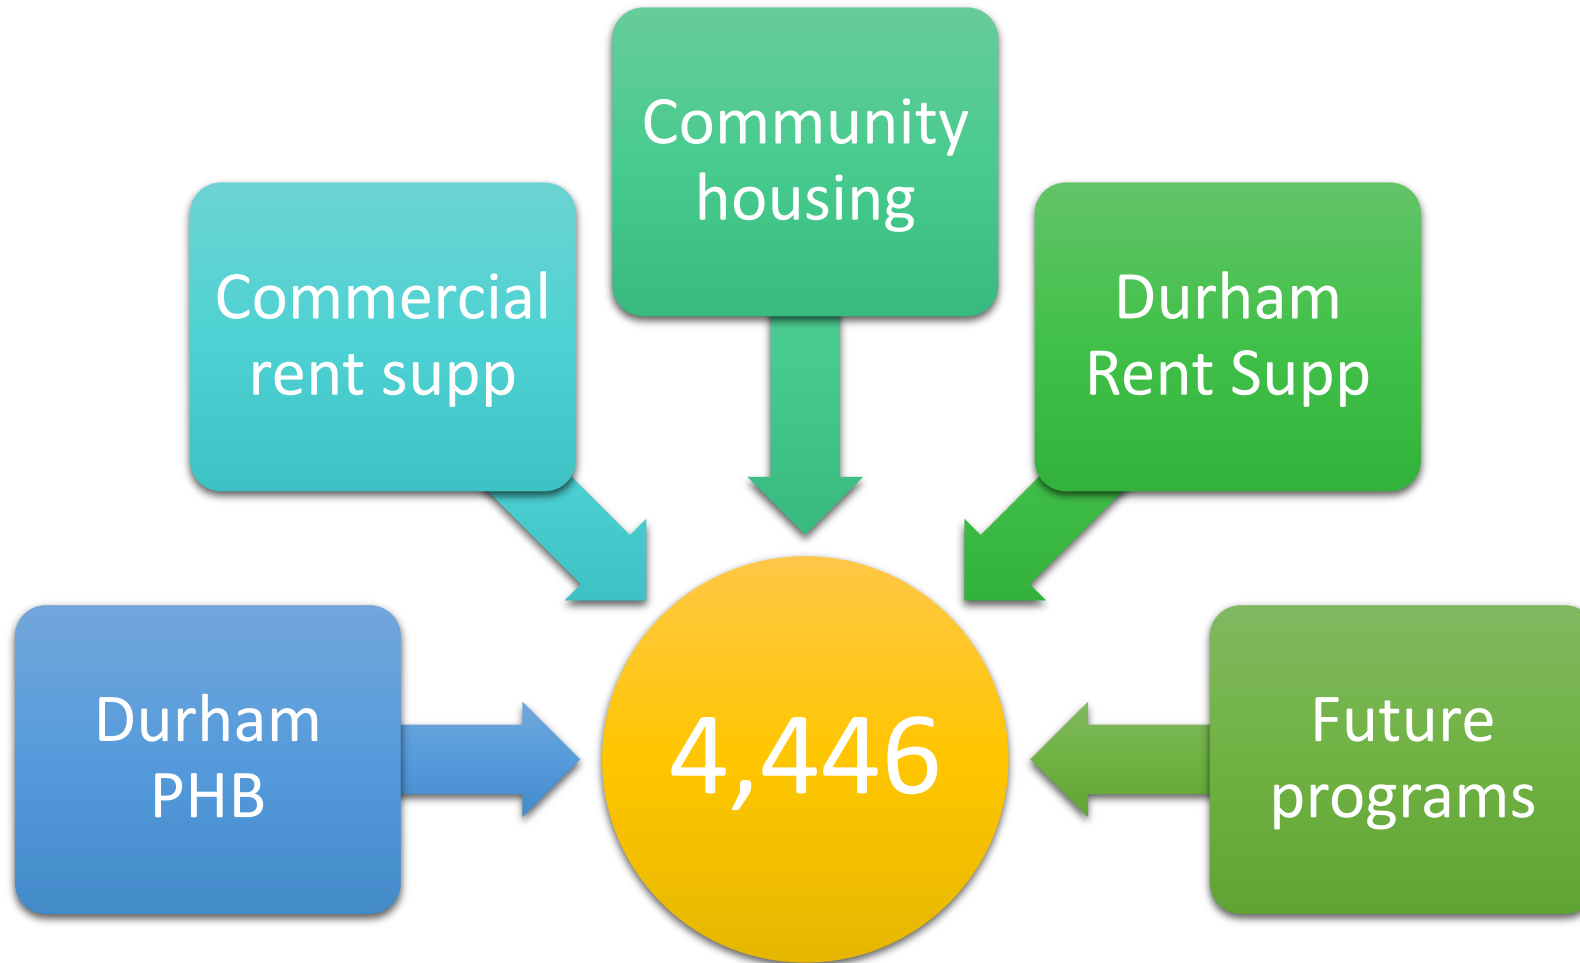 Community
housing
Commercial
rent supp
Durham
Rent Supp
Durham
PHB
4,446
Future
programs